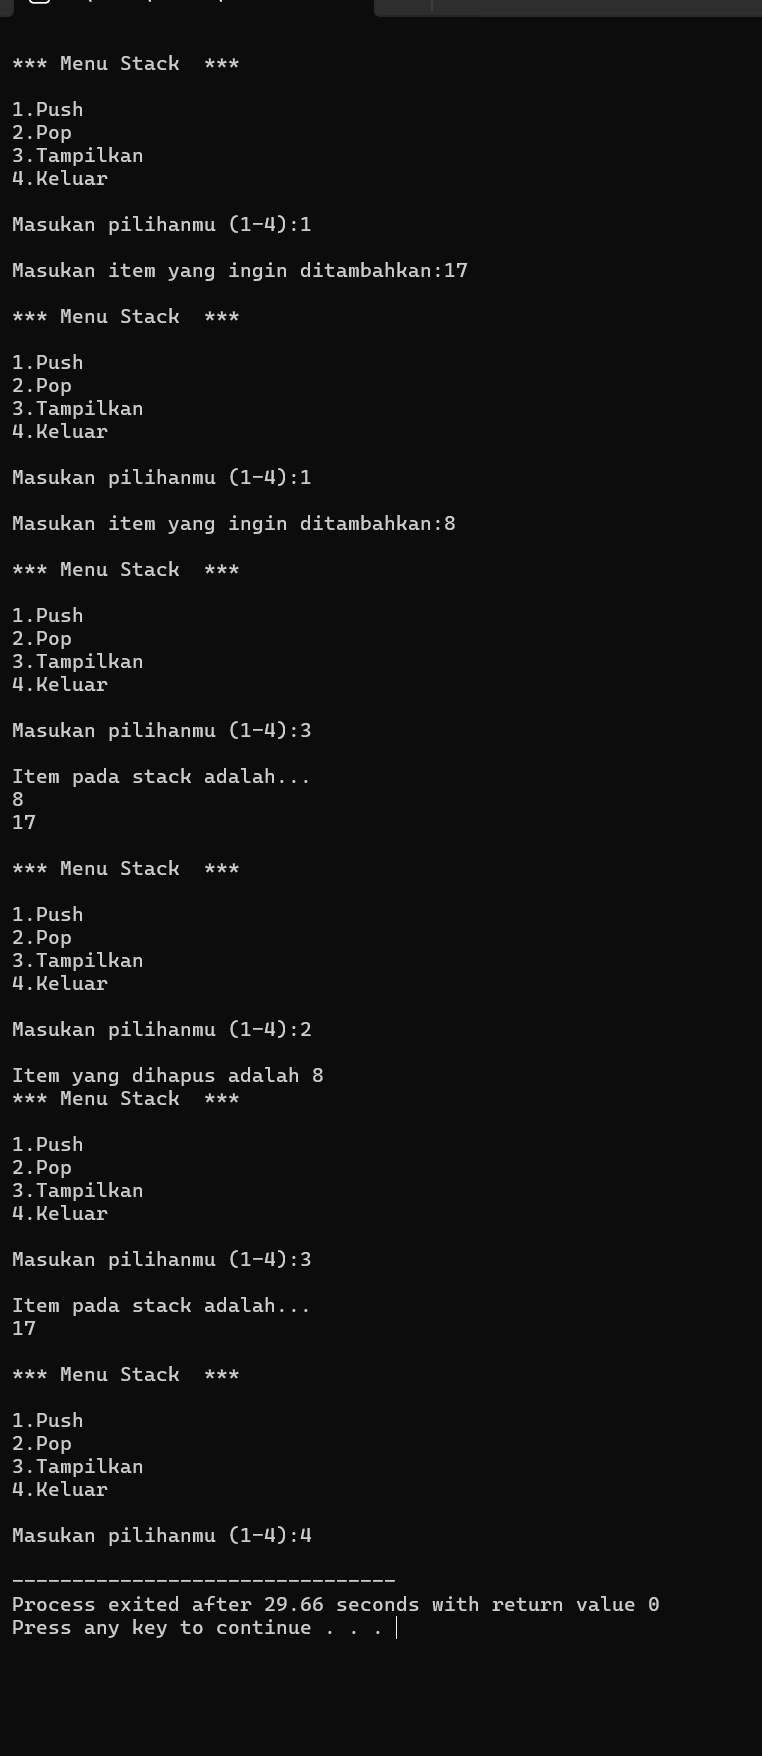 *** Menu Stack  ***
1.Push
2.Pop
3.Tampilkan
4.Keluar
Masukan pilihanmu (1-4):1
Masukan item yang ingin ditambahkan:17
*** Menu Stack  ***
1.Push
2.Pop
3.Tampilkan
4.Keluar
Masukan pilihanmu (1-4):1
Masukan item yang ingin ditambahkan:8
*** Menu Stack  ***
1.Push
2.Pop
3.Tampilkan
4.Keluar
Masukan pilihanmu (1-4):3
Item pada stack adalah...
8
17
*** Menu Stack  ***
1.Push
2.Pop
3.Tampilkan
4.Keluar
Masukan pilihanmu (1-4):2
Item yang dihapus adalah 8
*** Menu Stack  ***
1.Push
2.Pop
3.Tampilkan
4.Keluar
Masukan pilihanmu (1-4):3
Item pada stack adalah...
17
*** Menu Stack  ***
1.Push
2.Pop
3.Tampilkan
4.Keluar
Masukan pilihanmu (1-4):4
--------------------------------
Process exited after 29.66 seconds with return value 0
Press any key to continue . . .